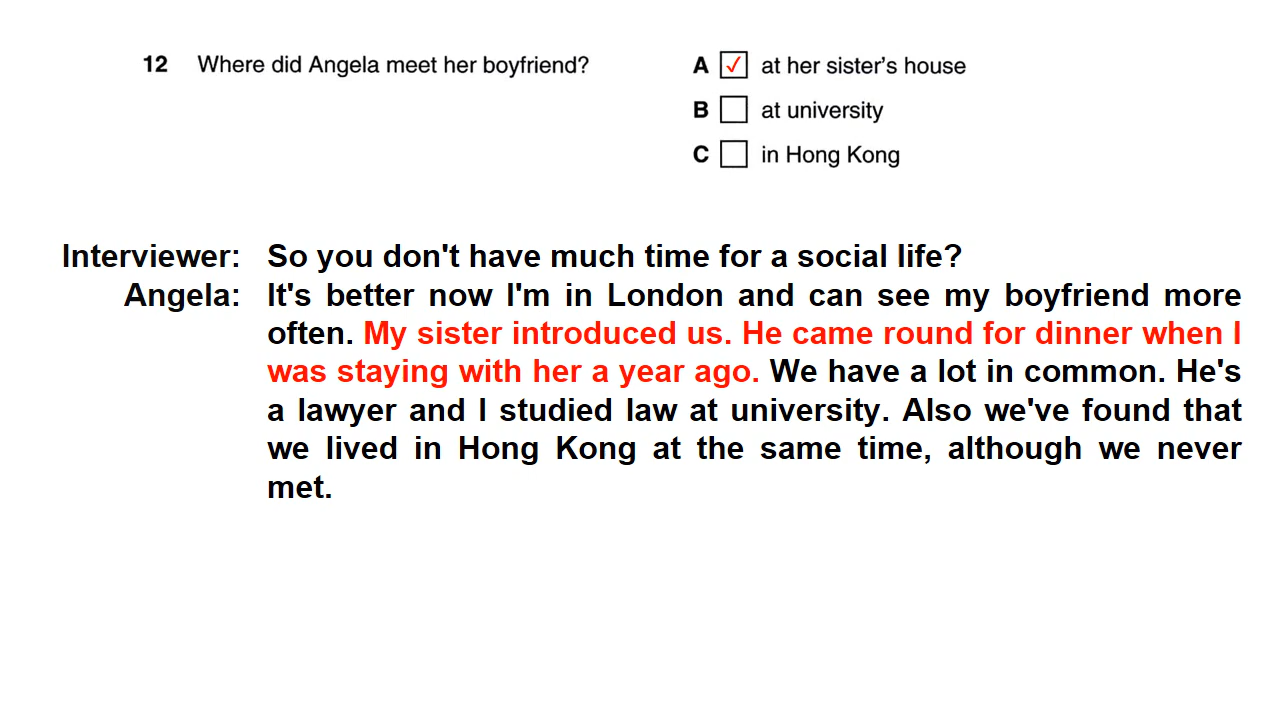 12 Where did Angela meet her boyfriend?
A ✓ at her sister's house
B at university
C in Hong Kong
Interviewer: So you don't have much time for a social life?
Angela: It's better now I'm in London and can see my boyfriend more
often. My sister introduced us. He came round for dinner when I
was staying with her a year ago. We have a lot in common. He's
a lawyer and I studied law at university. Also we've found that
we lived in Hong Kong at the same time, although we never
met.